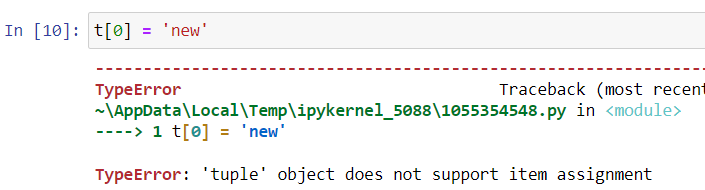 In [10]: t[0] = 'new'
---------------------------------------------------------------------------
TypeError Traceback (most recent
~\AppData\Local\Temp\ipykernel_5088\1055354548.py in <module>
----> 1 t[0] = 'new'
TypeError: 'tuple' object does not support item assignment